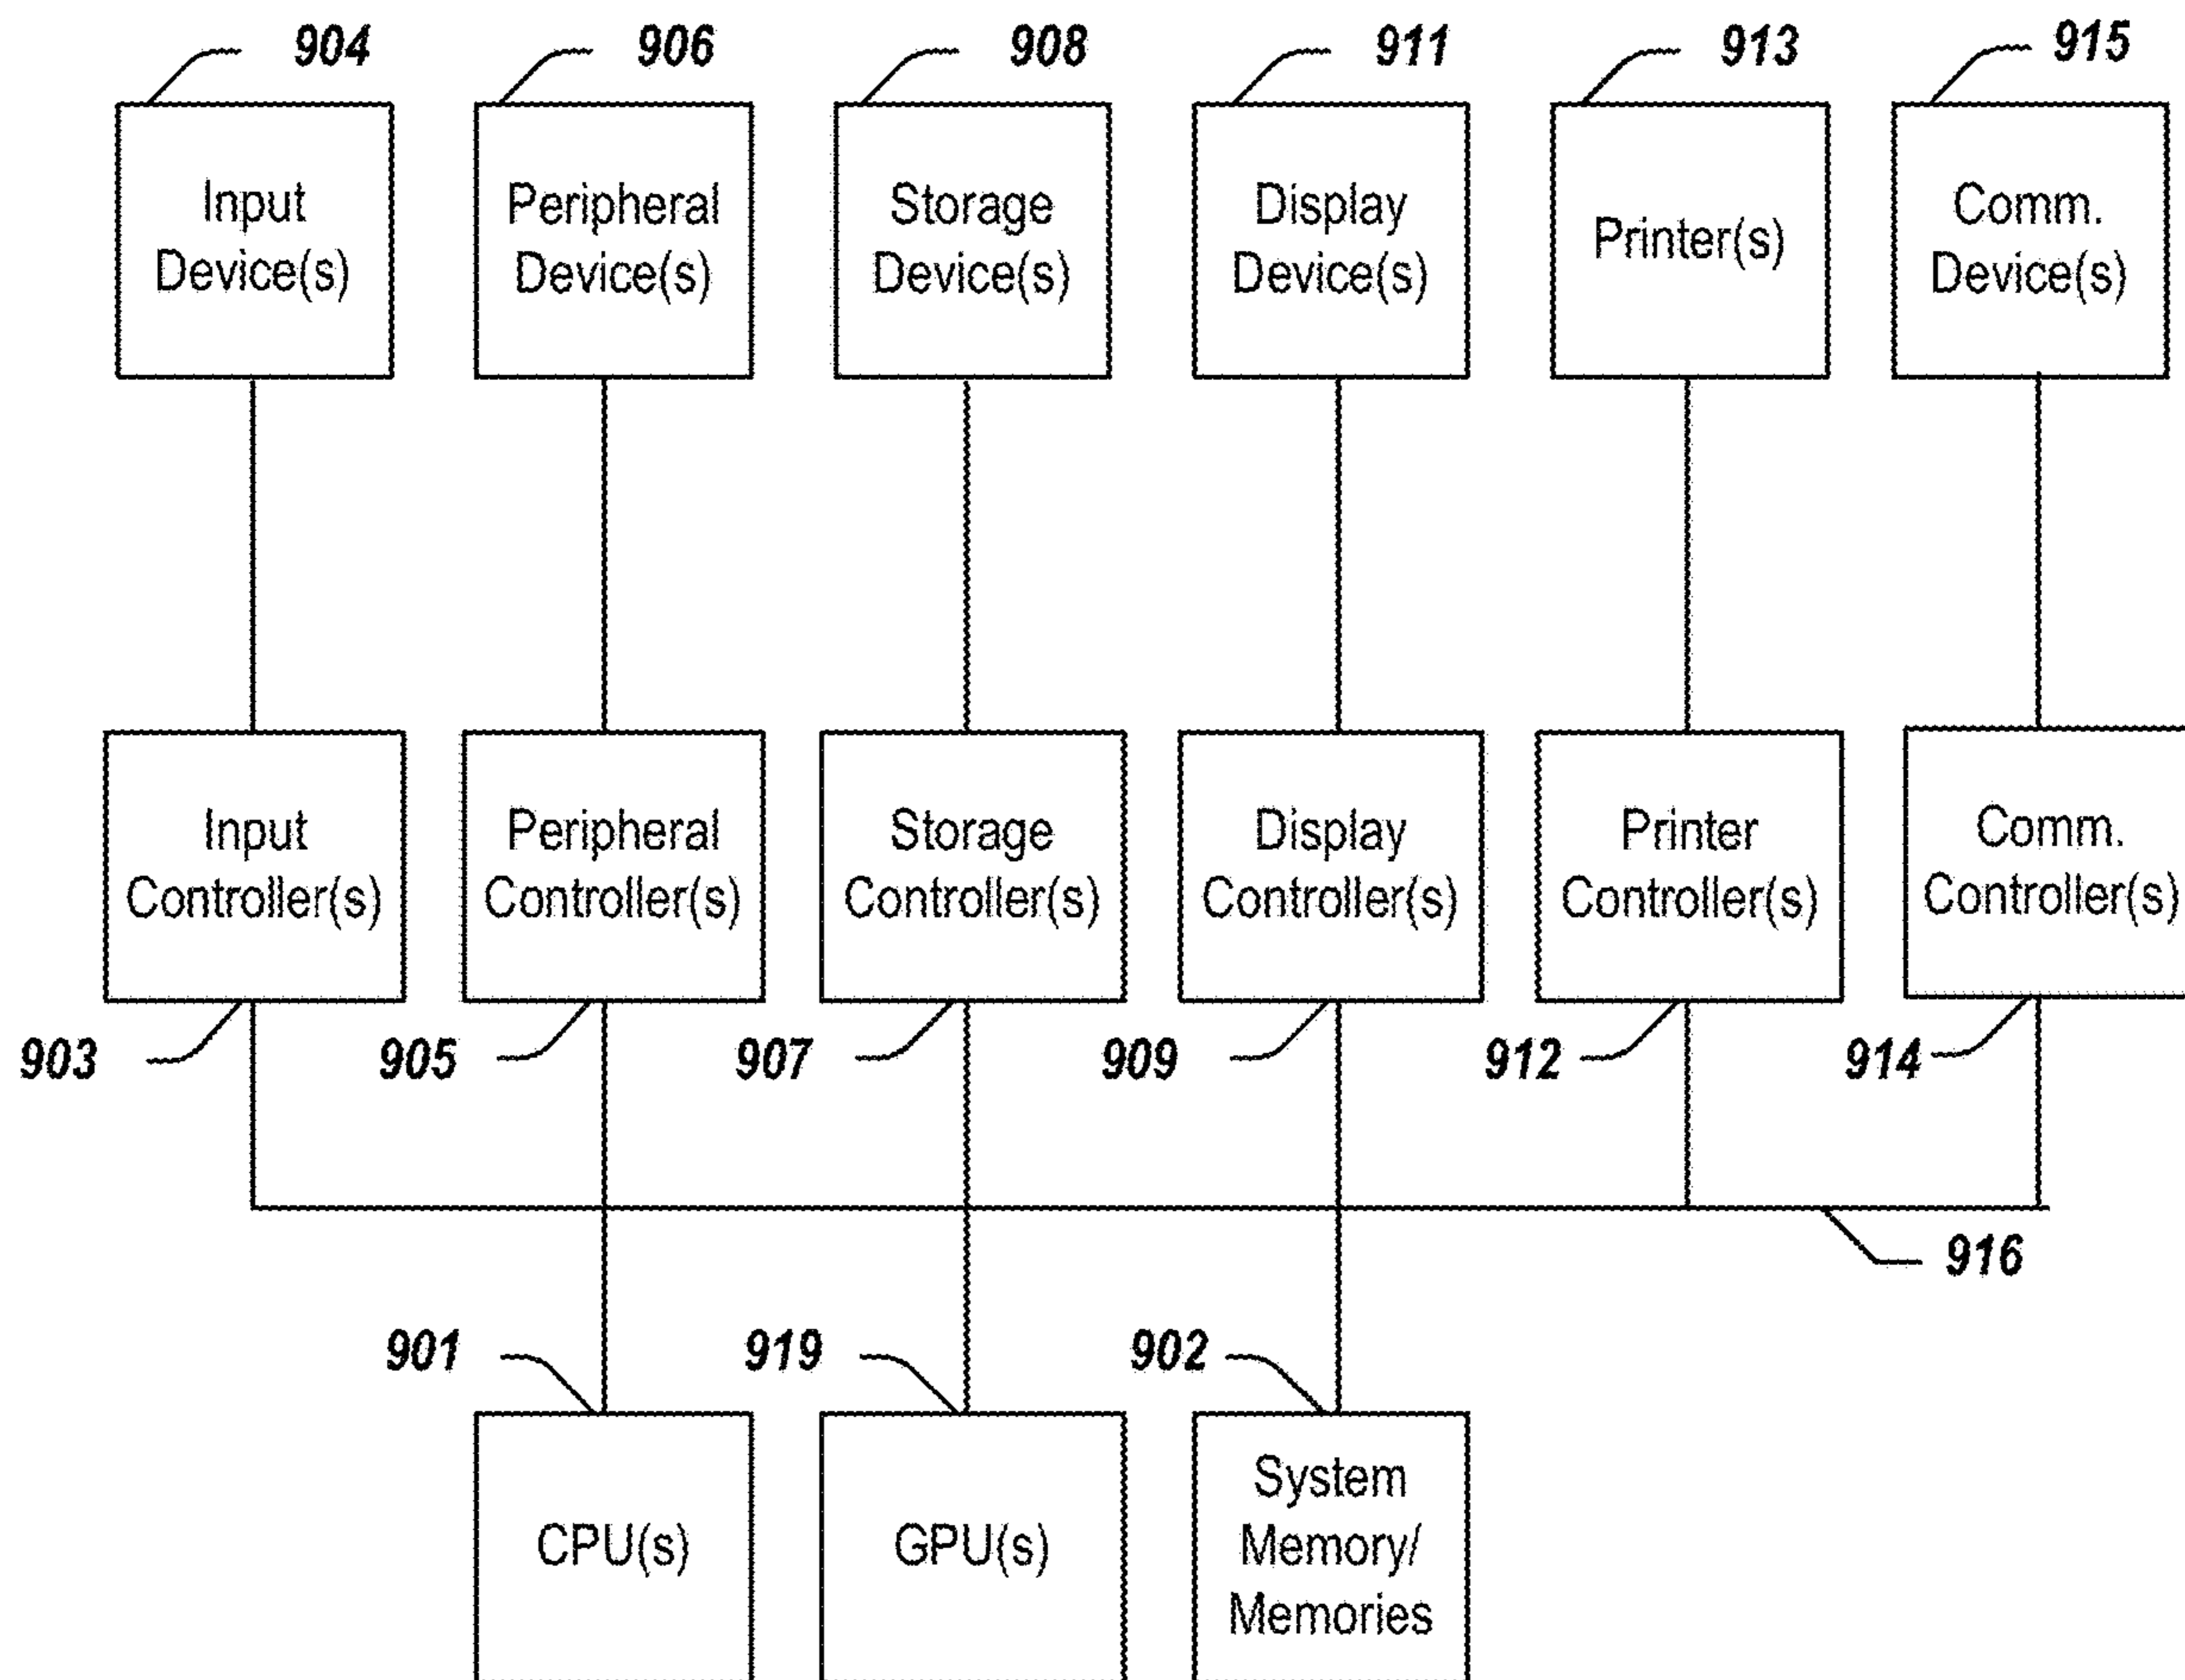 904 906 908 911 913 915
Input Device(s)
Peripheral Device(s)
Storage Device(s)
Display Device(s)
Printer(s)
Comm. Device(s)
Input Controller(s)
Peripheral Controller(s)
Storage Controller(s)
Display Controller(s)
Printer Controller(s)
Comm. Controller(s)
903 905 907 909 912 914
916
901 919 902
CPU(s)
GPU(s)
System Memory/ Memories